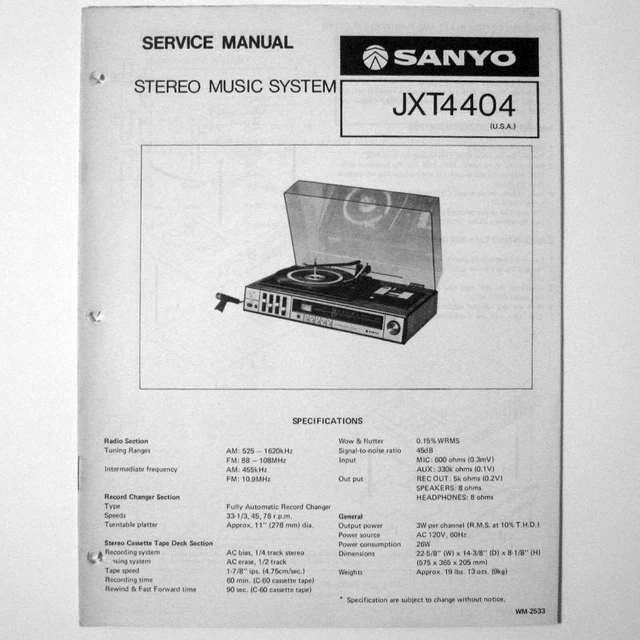 SERVICE MANUAL
SANYO
STEREO MUSIC SYSTEM
JXT4404
(U.S.A.)
SPECIFICATIONS
Radio Section
Tuning Ranges AM: 525 – 1620kHz
FM: 88 – 108MHz
Intermediate frequency AM: 455kHz
FM: 10.9MHz
Record Changer Section
Type Fully Automatic Record Changer
Speeds 33-1/3, 45, 78 r.p.m.
Turntable platter Approx. 11" (278 mm) dia.
Stereo Cassette Tape Deck Section
Recording system AC bias, 1/4 track stereo
sing system AC erase, 1/2 track
Tape speed 1-7/8" ips. (4.75cm/sec.)
Recording time 60 min. (C-60 cassette tape)
Rewind & Fast Forward time 90 sec. (C-60 cassette tape)
Wow & flutter 0.15% WRMS
Signal-to-noise ratio 45dB
Input MIC: 600 ohms (0.3mV)
AUX: 330k ohms (0.1V)
Out put REC OUT: 5k ohms (0.2V)
SPEAKERS: 8 ohms
HEADPHONES: 8 ohms
General
Output power 3W per channel (R.M.S. at 10% T.H.D.)
Power source AC 120V, 60Hz
Power consumption 26W
Dimensions 22-5/8" (W) x 14-3/8" (D) x 8-1/8" (H)
(575 x 365 x 205 mm)
Weights Approx. 19 lbs. 13 ozs. (9kg)
* Specification are subject to change without notice.
WM-2533